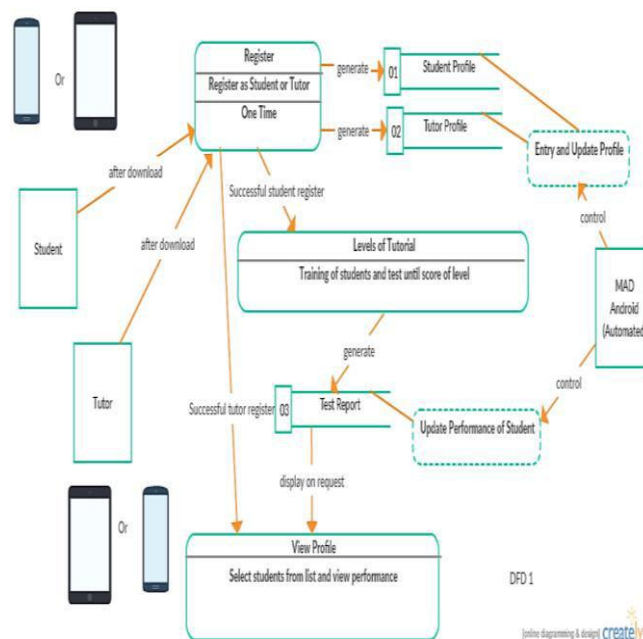 Or
Register
Register as Student or Tutor
One Time
generate
01
Student Profile
generate
02
Tutor Profile
Entry and Update Profile
after download
Successful student register
Student
after download
control
Levels of Tutorial
Training of students and test until score of level
MAD
Android
(Automated
generate
control
Tutor
Successful tutor register
03
Test Report
Update Performance of Student
display on request
Or
View Profile
Select students from list and view performance
DFD 1
[online diagramming & design]